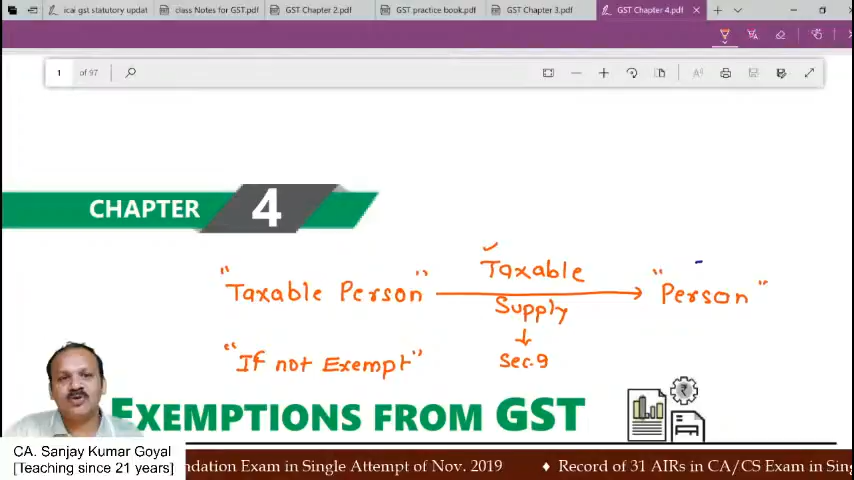 icai gst statutory updat
class Notes for GST.pdf
GST Chapter 2.pdf
GST practice book.pdf
GST Chapter 3.pdf
GST Chapter 4.pdf
1 of 97
CHAPTER 4
"Taxable Person" Taxable Supply "Person"
Sec.9
"If not Exempt"
EXEMPTIONS FROM GST
CA. Sanjay Kumar Goyal
[Teaching since 21 years]
ndation Exam in Single Attempt of Nov. 2019 ♦ Record of 31 AIRs in CA/CS Exam in Sing